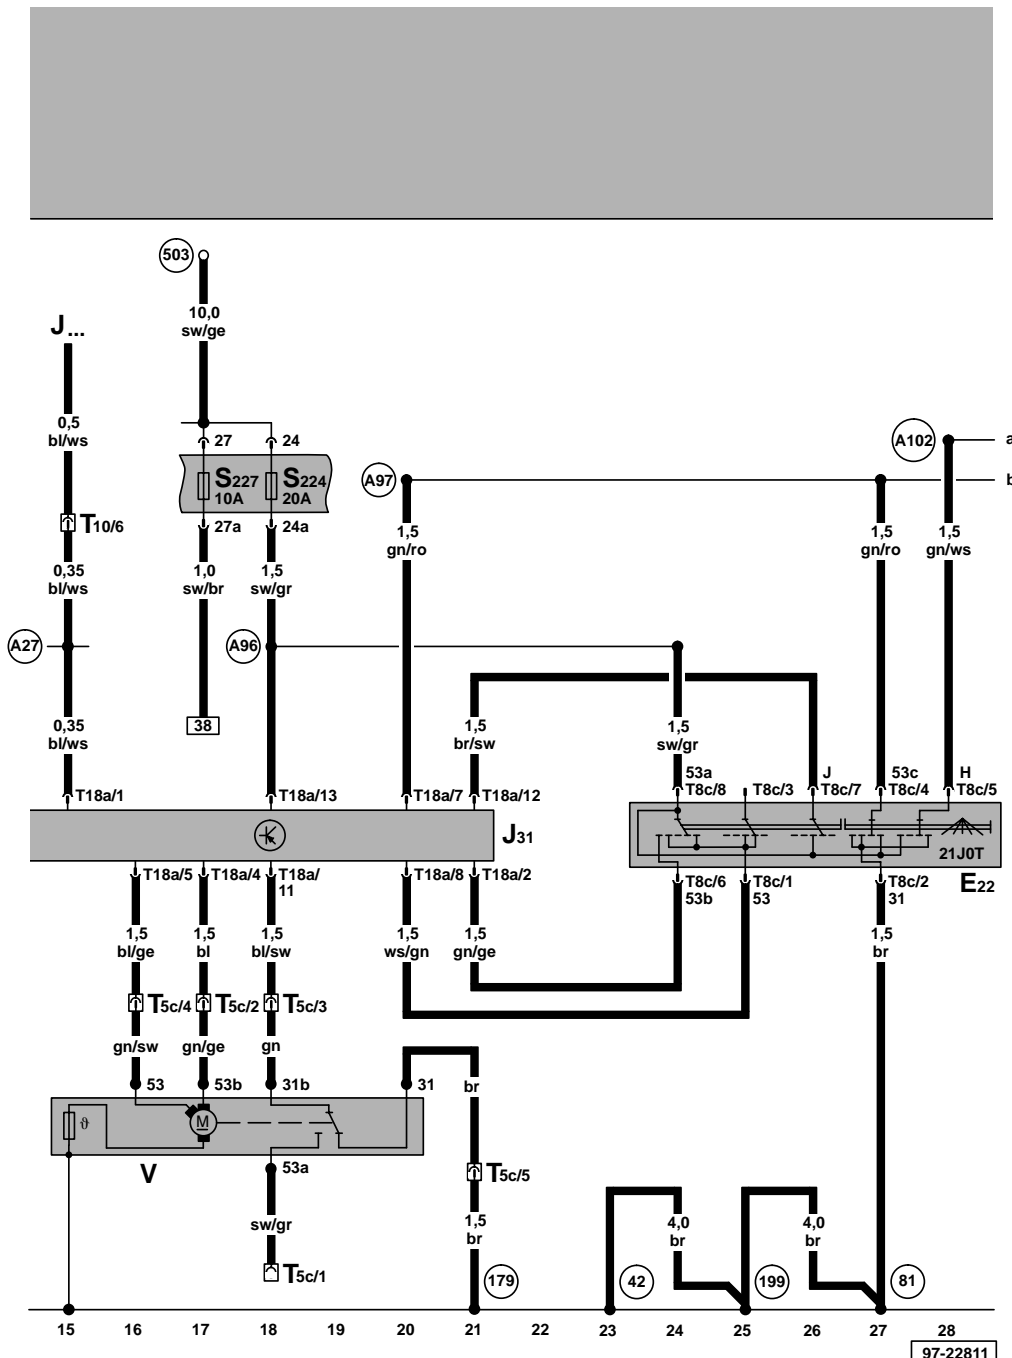 503
10,0
sw/ge
J...
0,5
bl/ws
27
24
A102
a
S227
10A
S224
20A
A97
b
T10/6
27a
24a
1,5
gn/ro
1,5
gn/ro
1,5
gn/ws
0,35
bl/ws
1,0
sw/br
1,5
sw/gr
A27
A96
0,35
bl/ws
38
1,5
br/sw
1,5
sw/gr
53a
J
53c
H
T18a/1
T18a/13
T18a/7
T18a/12
T8c/8
T8c/3
T8c/7
T8c/4
T8c/5
J31
21J0T
T18a/5
T18a/4
T18a/
11
T18a/8
T18a/2
T8c/6
53b
T8c/1
53
T8c/2
31
E22
1,5
bl/ge
1,5
bl
1,5
bl/sw
1,5
ws/gn
1,5
gn/ge
1,5
br
T5c/4
T5c/2
T5c/3
gn/sw
gn/ge
gn
53
53b
31b
31
br
M
ϑ
V
53a
T5c/5
sw/gr
1,5
br
4,0
br
4,0
br
T5c/1
179
42
199
81
15 16 17 18 19 20 21 22 23 24 25 26 27 28
97-22811